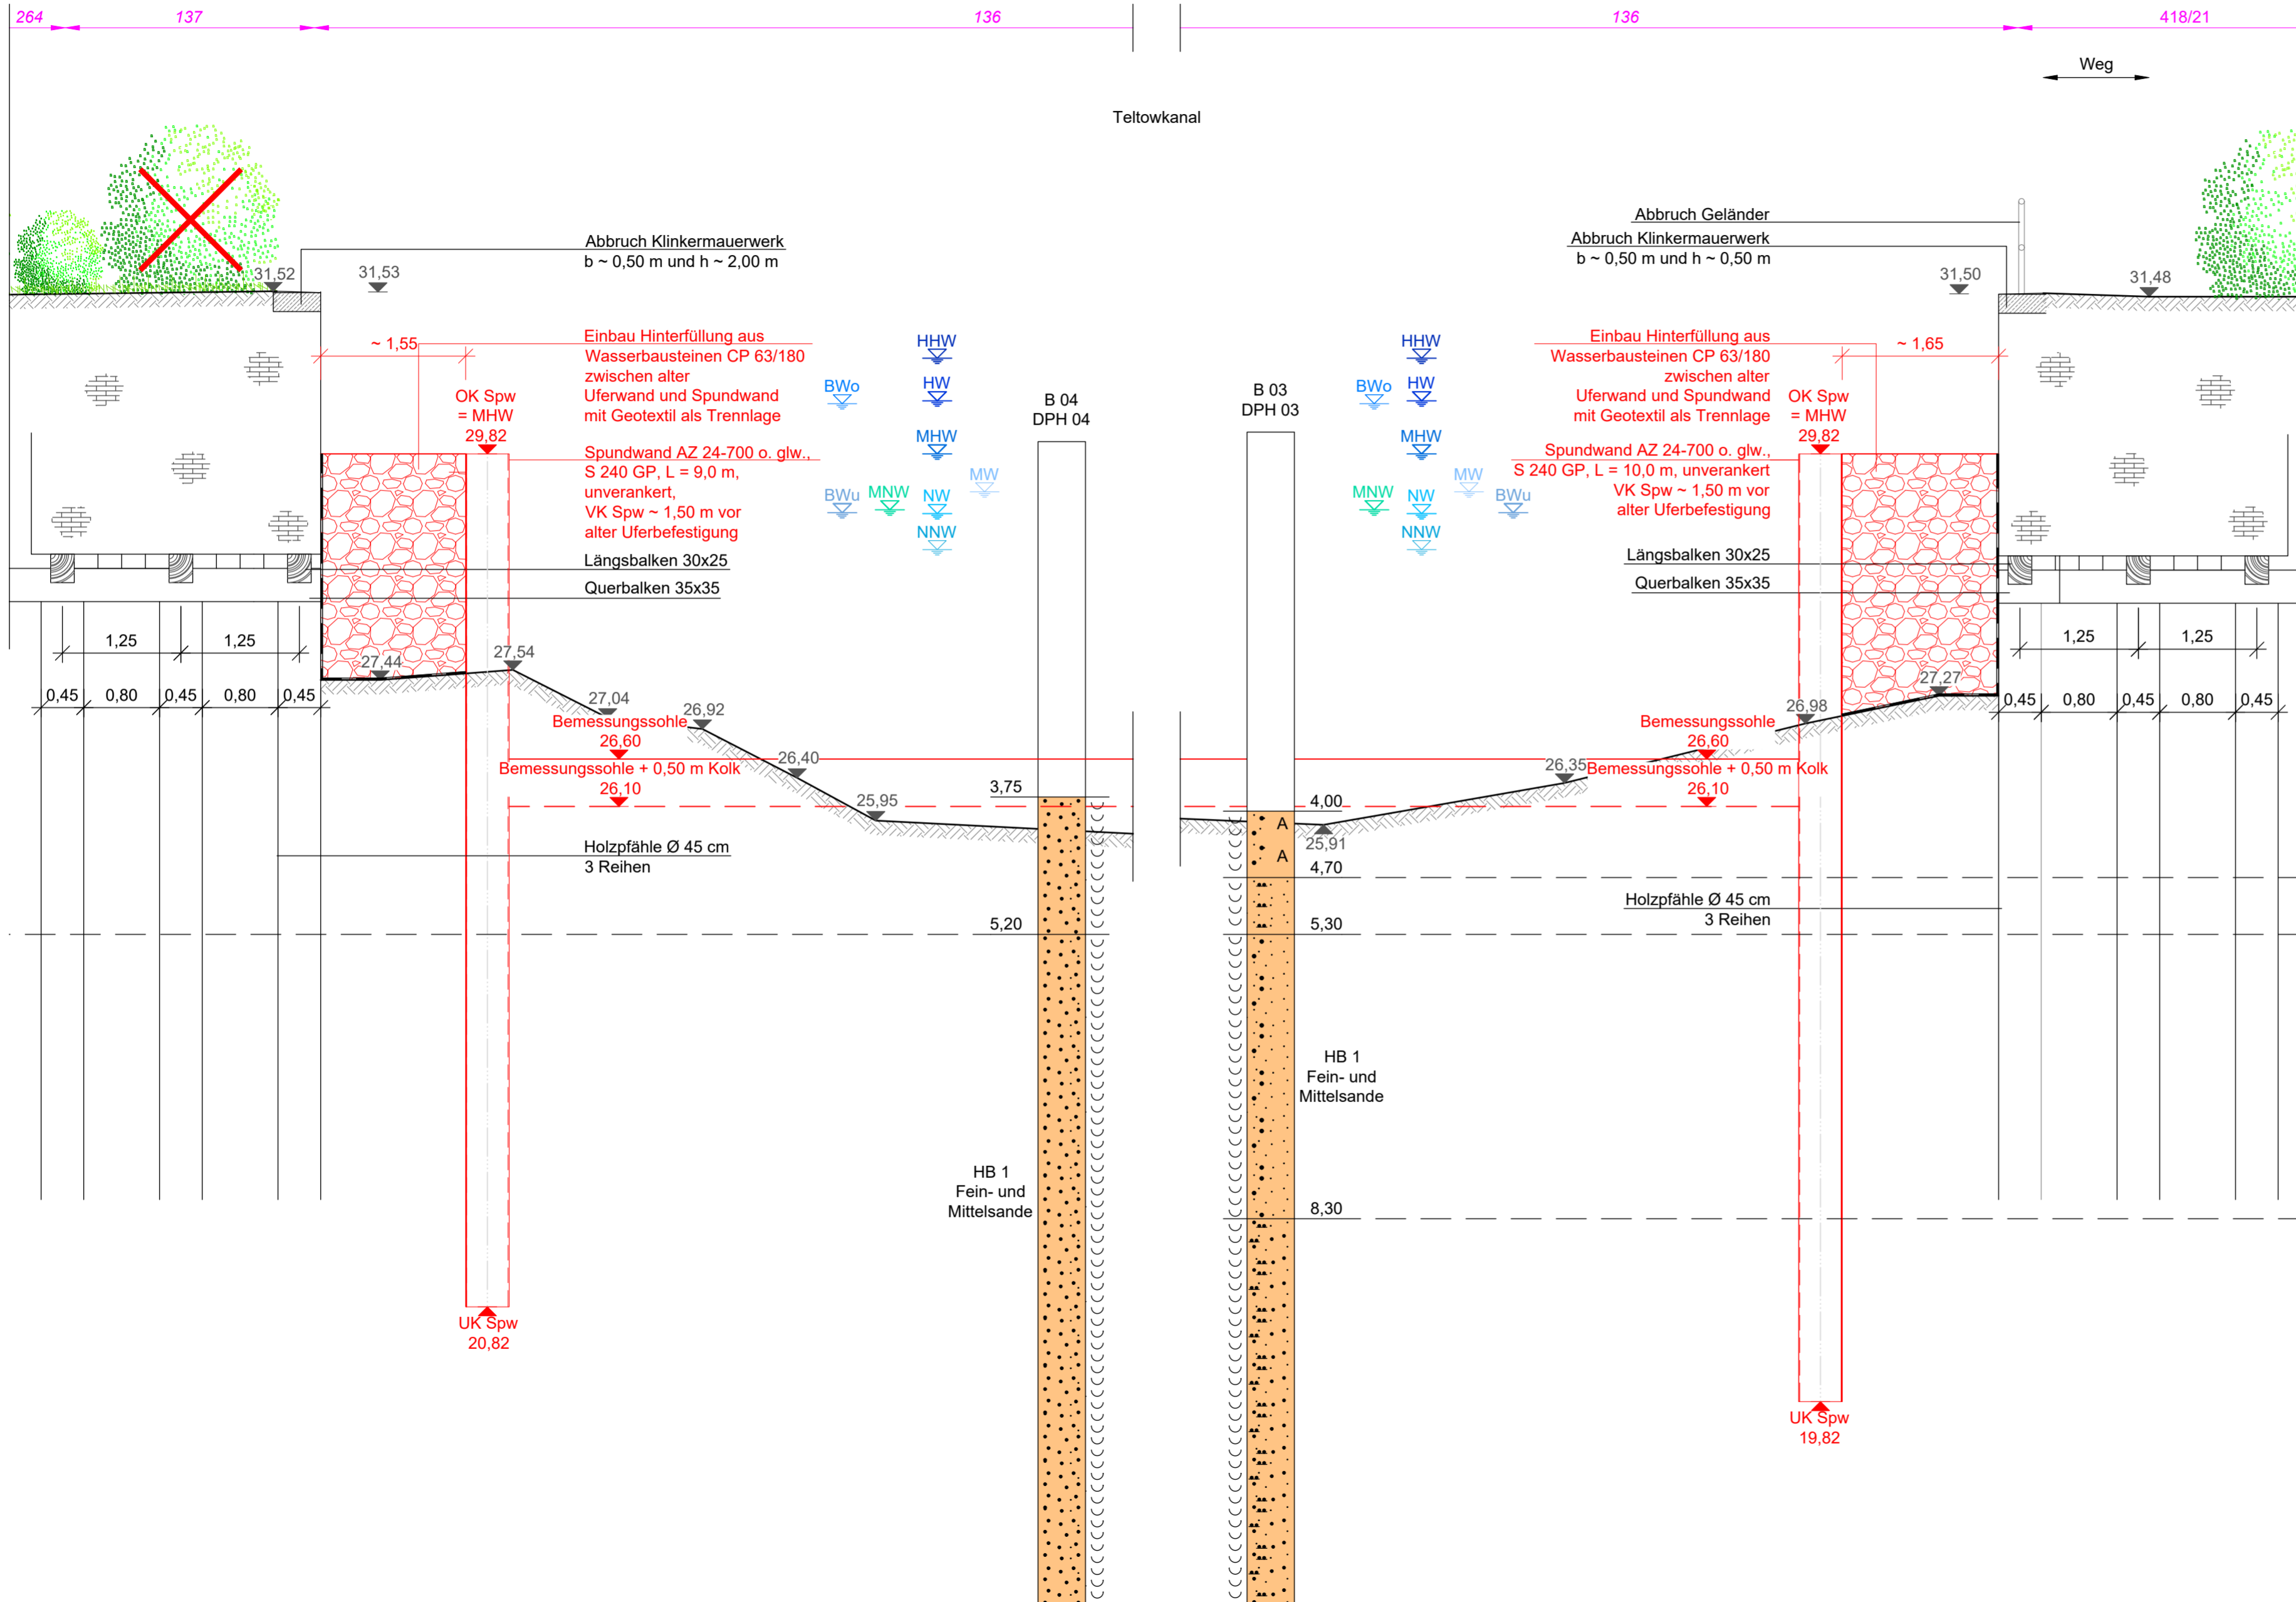 264
137
136
136
418/21
Weg
Teltowkanal
Abbruch Klinkermauerwerk
b ~ 0,50 m und h ~ 2,00 m
Abbruch Geländer
Abbruch Klinkermauerwerk
b ~ 0,50 m und h ~ 0,50 m
31,52
31,53
31,50
31,48
~ 1,55
Einbau Hinterfüllung aus
Wasserbausteinen CP 63/180
zwischen alter
Uferwand und Spundwand
mit Geotextil als Trennlage
OK Spw
= MHW
29,82
Spundwand AZ 24-700 o. glw.,
S 240 GP, L = 9,0 m,
unverankert,
VK Spw ~ 1,50 m vor
alter Uferbefestigung
Längsbalken 30x25
Querbalken 35x35
HHW
BWo
HW
MHW
MW
BWu
MNW
NW
NNW
B 04
DPH 04
B 03
DPH 03
HHW
BWo
HW
MHW
MW
MNW
NW
BWu
NNW
Einbau Hinterfüllung aus
Wasserbausteinen CP 63/180
zwischen alter
Uferwand und Spundwand
mit Geotextil als Trennlage
~ 1,65
OK Spw
= MHW
29,82
Spundwand AZ 24-700 o. glw.,
S 240 GP, L = 10,0 m, unverankert
VK Spw ~ 1,50 m vor
alter Uferbefestigung
Längsbalken 30x25
Querbalken 35x35
1,25
1,25
0,45
0,80
0,45
0,80
0,45
27,44
27,54
27,04
26,92
Bemessungssohle
26,60
26,40
Bemessungssohle + 0,50 m Kolk
26,10
25,95
3,75
4,00
A
A
25,91
4,70
26,35
Bemessungssohle
26,60
26,98
27,27
Bemessungssohle + 0,50 m Kolk
26,10
1,25
1,25
0,45
0,80
0,45
0,80
0,45
Holzpfähle Ø 45 cm
3 Reihen
5,20
5,30
Holzpfähle Ø 45 cm
3 Reihen
HB 1
Fein- und
Mittelsande
HB 1
Fein- und
Mittelsande
8,30
UK Spw
20,82
UK Spw
19,82